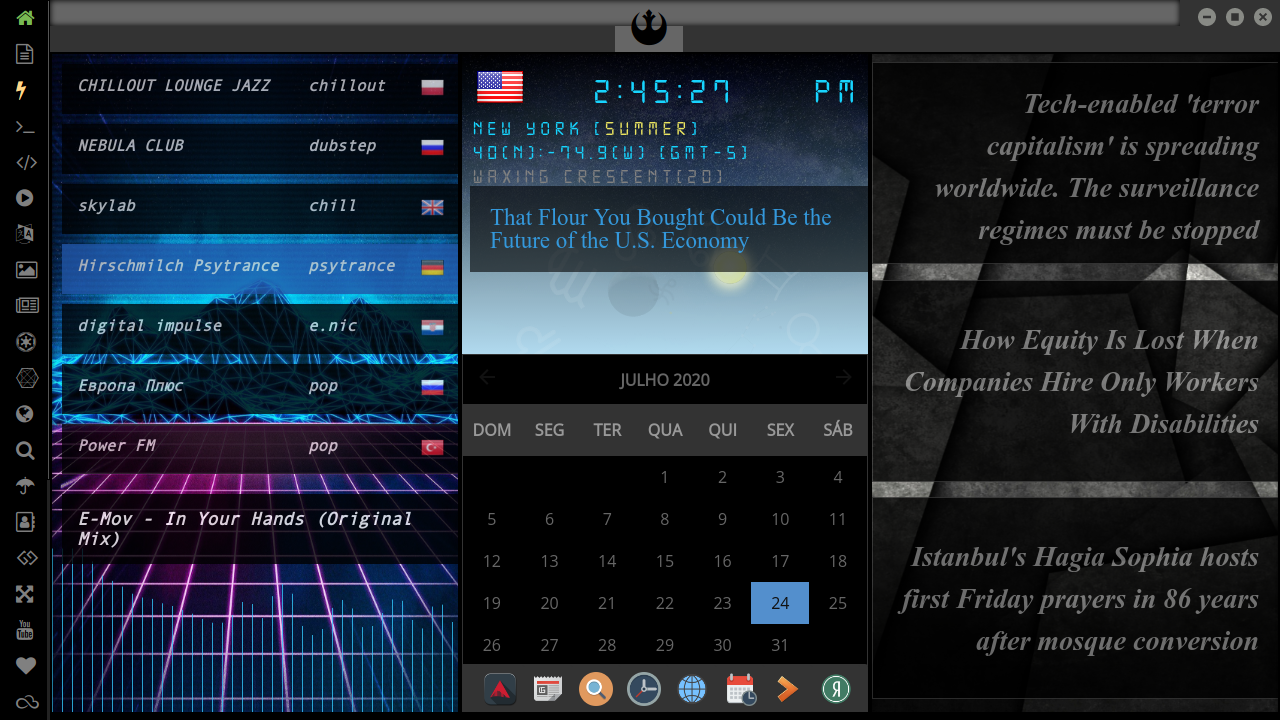 CHILLOUT LOUNGE JAZZ chillout
NEBULA CLUB dubstep
skylab chill
Hirschmilch Psytrance psytrance
digital impulse e.nic
Европа Плюс pop
Power FM pop
E-Mov - In Your Hands (Original
Mix)
You
Tube
2:45:27 PM
NEW YORK (SUMMER)
40(N):-74.9(W) (GMT-5)
WAXING CRESCENT(20)
That Flour You Bought Could Be the
Future of the U.S. Economy
JULHO 2020
DOM SEG TER QUA QUI SEX SÁB
1 2 3 4
5 6 7 8 9 10 11
12 13 14 15 16 17 18
19 20 21 22 23 24 25
26 27 28 29 30 31
Я
Tech-enabled 'terror
capitalism' is spreading
worldwide. The surveillance
regimes must be stopped
How Equity Is Lost When
Companies Hire Only Workers
With Disabilities
Istanbul's Hagia Sophia hosts
first Friday prayers in 86 years
after mosque conversion